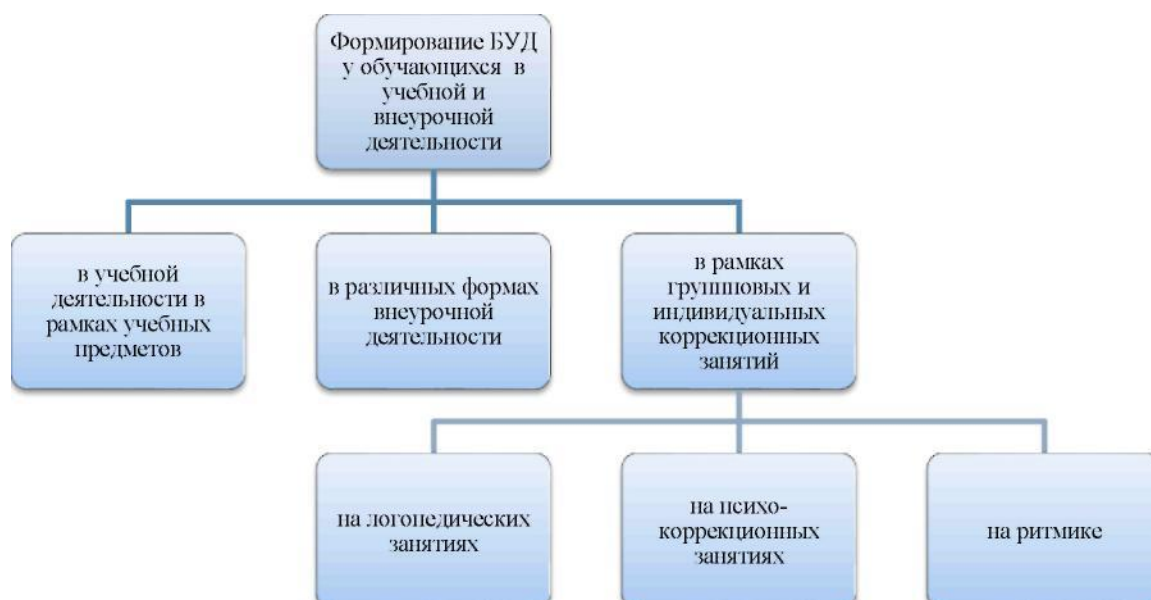 Формирование БУД
у обучающихся в
учебной и
внеурочной
деятельности
в учебной
деятельности в
рамках учебных
предметов
в различных формах
внеурочной
деятельности
в рамках
групповых и
индивидуальных
коррекционных
занятий
на логопедических
занятиях
на психо-
коррекционных
занятиях
на ритмике